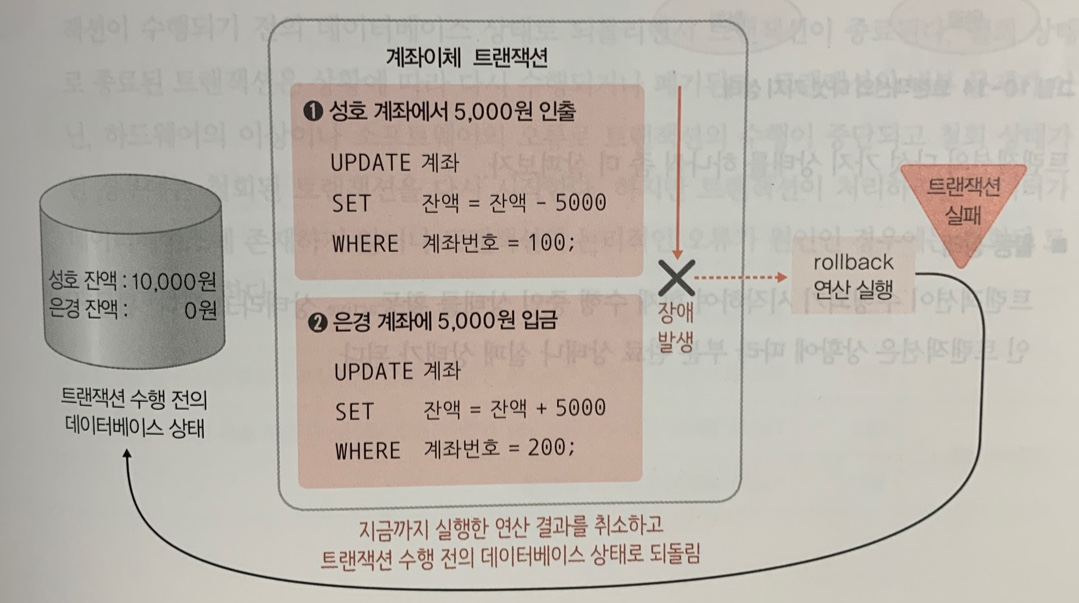 계좌이체 트랜잭션
❶ 성호 계좌에서 5,000원 인출
UPDATE 계좌
SET 잔액 = 잔액 - 5000
WHERE 계좌번호 = 100;
❷ 은경 계좌에 5,000원 입금
UPDATE 계좌
SET 잔액 = 잔액 + 5000
WHERE 계좌번호 = 200;
성호 잔액 : 10,000원
은경 잔액 : 0원
트랜잭션 수행 전의
데이터베이스 상태
장애
발생
rollback
연산 실행
트랜잭션
실패
지금까지 실행한 연산 결과를 취소하고
트랜잭션 수행 전의 데이터베이스 상태로 되돌림